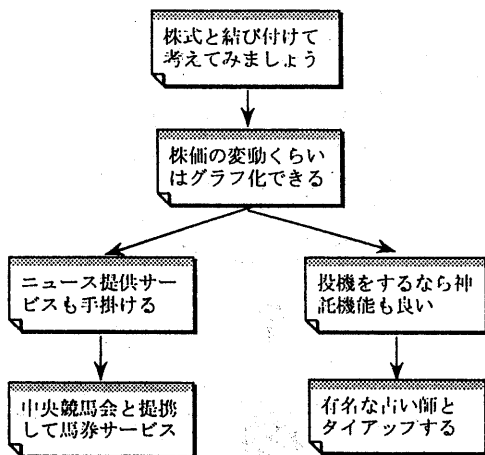 株式と結び付けて
考えてみましょう
株価の変動くらい
はグラフ化できる
ニュース提供サー
ビスも手掛ける
投機をするなら神
託機能も良い
中央競馬会と提携
して馬券サービス
有名な占い師と
タイアップする